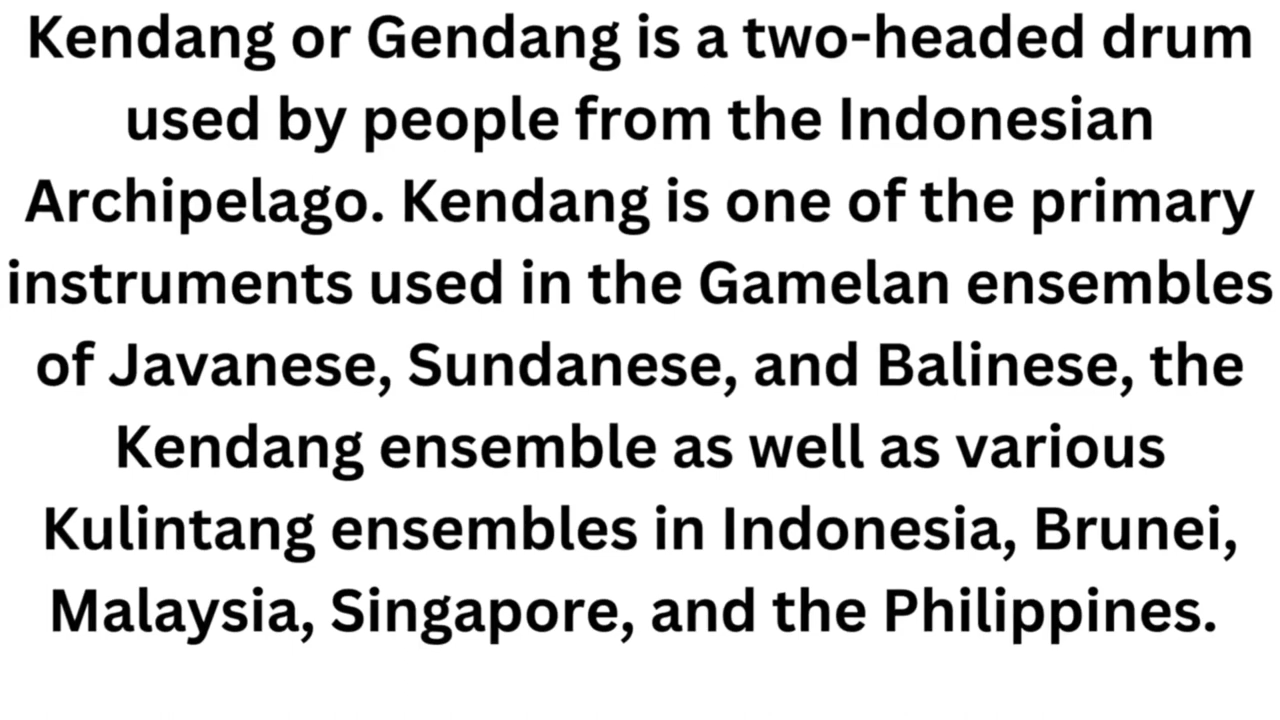 Kendang or Gendang is a two-headed drum
used by people from the Indonesian
Archipelago. Kendang is one of the primary
instruments used in the Gamelan ensembles
of Javanese, Sundanese, and Balinese, the
Kendang ensemble as well as various
Kulintang ensembles in Indonesia, Brunei,
Malaysia, Singapore, and the Philippines.